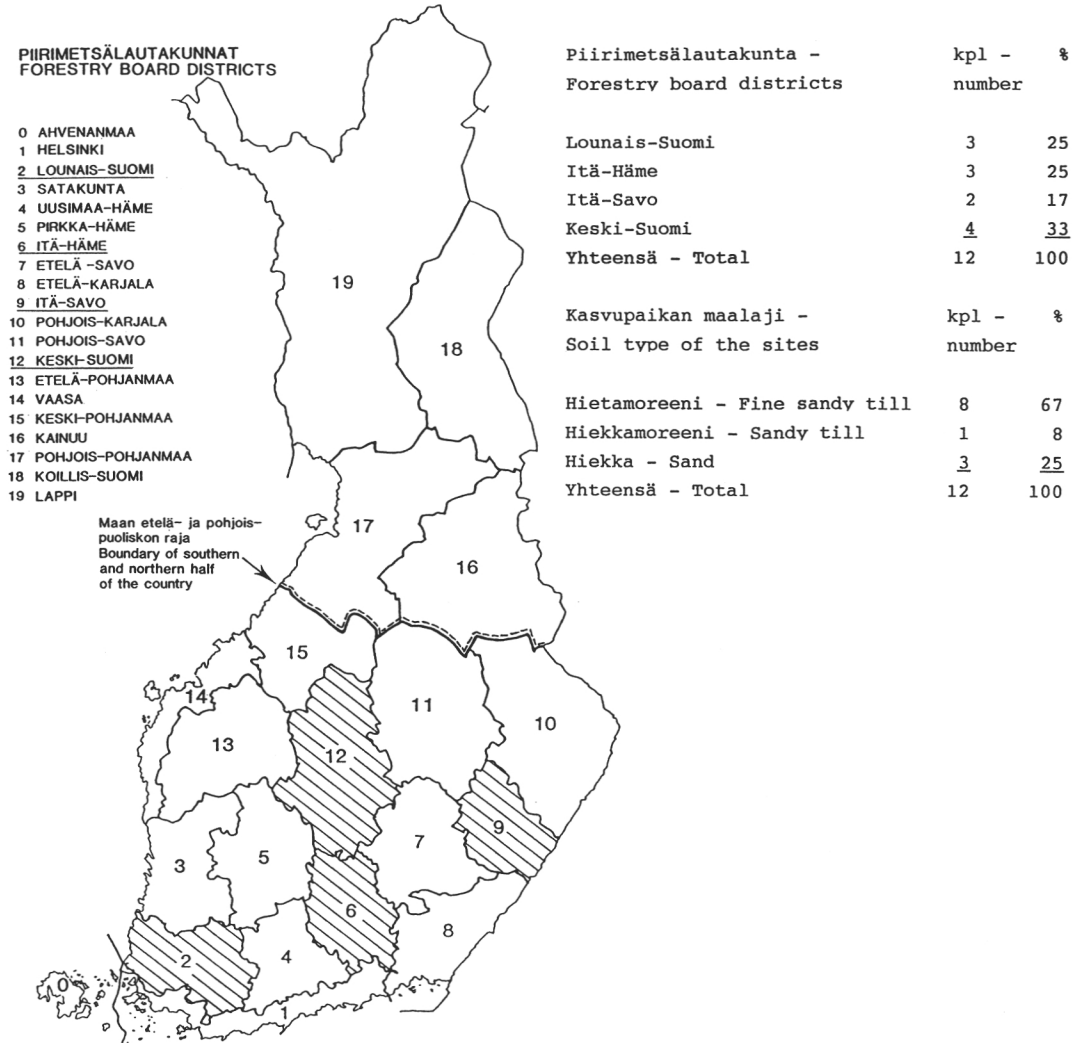 PIIRIMETSÄLAUTAKUNNAT
FORESTRY BOARD DISTRICTS
0 AHVENANMAA
1 HELSINKI
2 LOUNAIS-SUOMI
3 SATAKUNTA
4 UUSIMAA-HÄME
5 PIRKKA-HÄME
6 ITÄ-HÄME
7 ETELÄ-SAVO
8 ETELÄ-KARJALA
9 ITÄ-SAVO
10 POHJOIS-KARJALA
11 POHJOIS-SAVO
12 KESKI-SUOMI
13 ETELÄ-POHJANMAA
14 VAASA
15 KESKI-POHJANMAA
16 KAINUU
17 POHJOIS-POHJANMAA
18 KOILLIS-SUOMI
19 LAPPI
Maan etelä- ja pohjois-
puoliskon raja
Boundary of southern
and northern half
of the country
19
18
17
16
15
14
13
12
11
10
9
7
3
5
6
8
2
4
0
1
Piirimetsälautakunta - kpl - %
Forestry board districts number
Lounais-Suomi 3 25
Itä-Häme 3 25
Itä-Savo 2 17
Keski-Suomi 4 33
Yhteensä - Total 12 100
Kasvupaikan maalaji - kpl - %
Soil type of the sites number
Hietamoreeni - Fine sandy till 8 67
Hiekkamoreeni - Sandy till 1 8
Hiekka - Sand 3 25
Yhteensä - Total 12 100